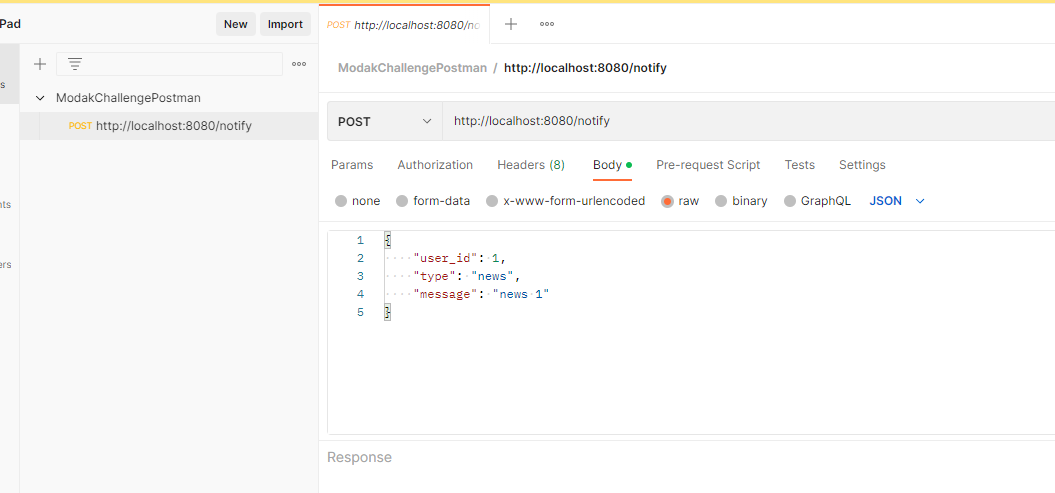 Pad
New
Import
s
nts
ers
ModakChallengePostman
POST http://localhost:8080/notify
POST http://localhost:8080/no
ModakChallengePostman / http://localhost:8080/notify
POST
http://localhost:8080/notify
Params Authorization Headers (8) Body Pre-request Script Tests Settings
none form-data x-www-form-urlencoded raw binary GraphQL JSON
1 {
2 "user_id": 1,
3 "type": "news",
4 "message": "news 1"
5 }
Response